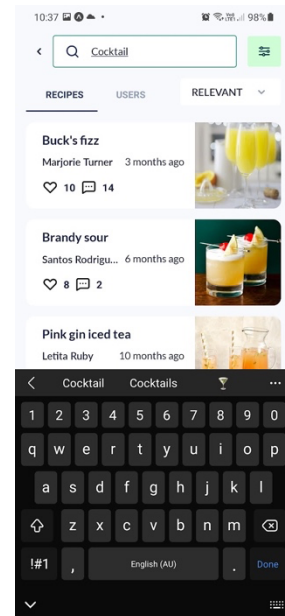 10:37 98%
Cocktail
RECIPES USERS RELEVANT
Buck's fizz
Marjorie Turner 3 months ago
10 14
Brandy sour
Santos Rodrigu... 6 months ago
8 2
Pink gin iced tea
Letita Ruby 10 months ago
Cocktail Cocktails ...
1 2 3 4 5 6 7 8 9 0
q w e r t y u i o p
a s d f g h j k l
z x c v b n m
!#1 , English (AU) . Done